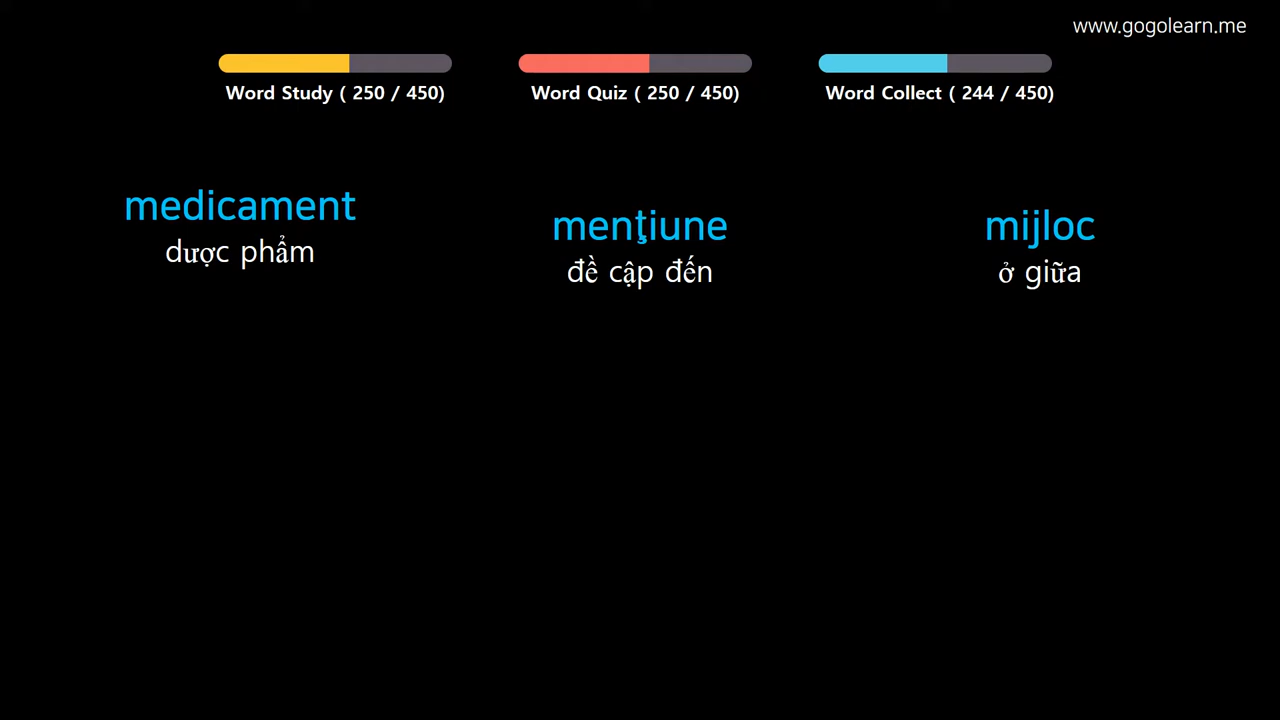 www.gogolearn.me
Word Study ( 250 / 450)
Word Quiz ( 250 / 450)
Word Collect ( 244 / 450)
medicament
dược phẩm
menţiune
đề cập đến
mijloc
ở giữa